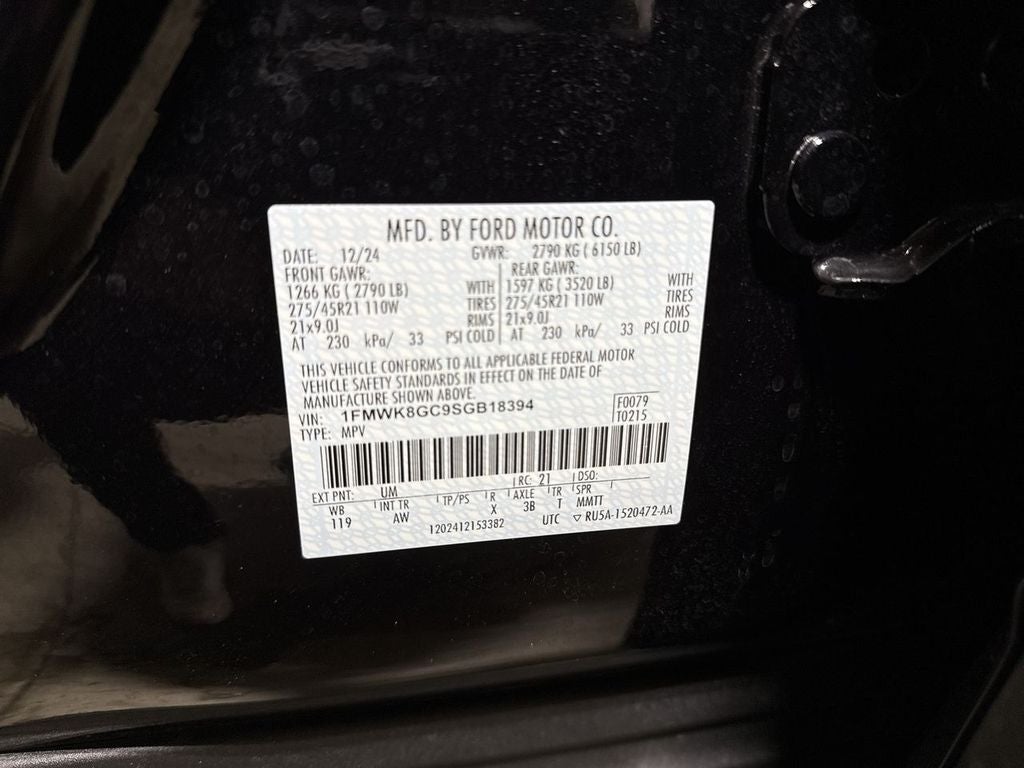 MFD. BY FORD MOTOR CO.
DATE: 12/24 GVWR: 2790 KG ( 6150 LB)
FRONT GAWR: REAR GAWR:
1266 KG ( 2790 LB) WITH 1597 KG ( 3520 LB) WITH
275/45R21 110W TIRES 275/45R21 110W TIRES
21x9.0J RIMS 21x9.0J RIMS
AT 230 kPa/ 33 PSI COLD AT 230 kPa/ 33 PSI COLD
THIS VEHICLE CONFORMS TO ALL APPLICABLE FEDERAL MOTOR
VEHICLE SAFETY STANDARDS IN EFFECT ON THE DATE OF
MANUFACTURE SHOWN ABOVE.
VIN: 1FMWK8GC9SGB18394 F0079
TYPE: MPV T0215
EXT PNT: UM RC: 21 DSO:
WB INT TR TP/PS R AXLE TR SPR
119 AW X 3B T MMTT
1202412153382 UTC ▽ RU5A-1520472-AA